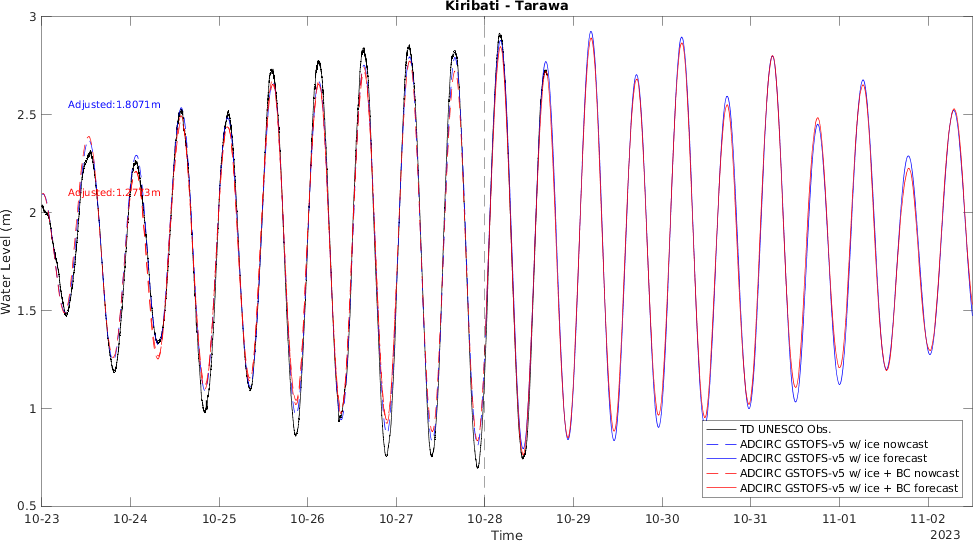 Kiribati - Tarawa
3
2.5
2
1.5
1
0.5
Water Level (m)
Adjusted:1.8071m
Adjusted:1.2773m
TD UNESCO Obs.
ADCIRC GSTOFS-v5 w/ ice nowcast
ADCIRC GSTOFS-v5 w/ ice forecast
ADCIRC GSTOFS-v5 w/ ice + BC nowcast
ADCIRC GSTOFS-v5 w/ ice + BC forecast
10-23 10-24 10-25 10-26 10-27 10-28 10-29 10-30 10-31 11-01 11-02
Time
2023